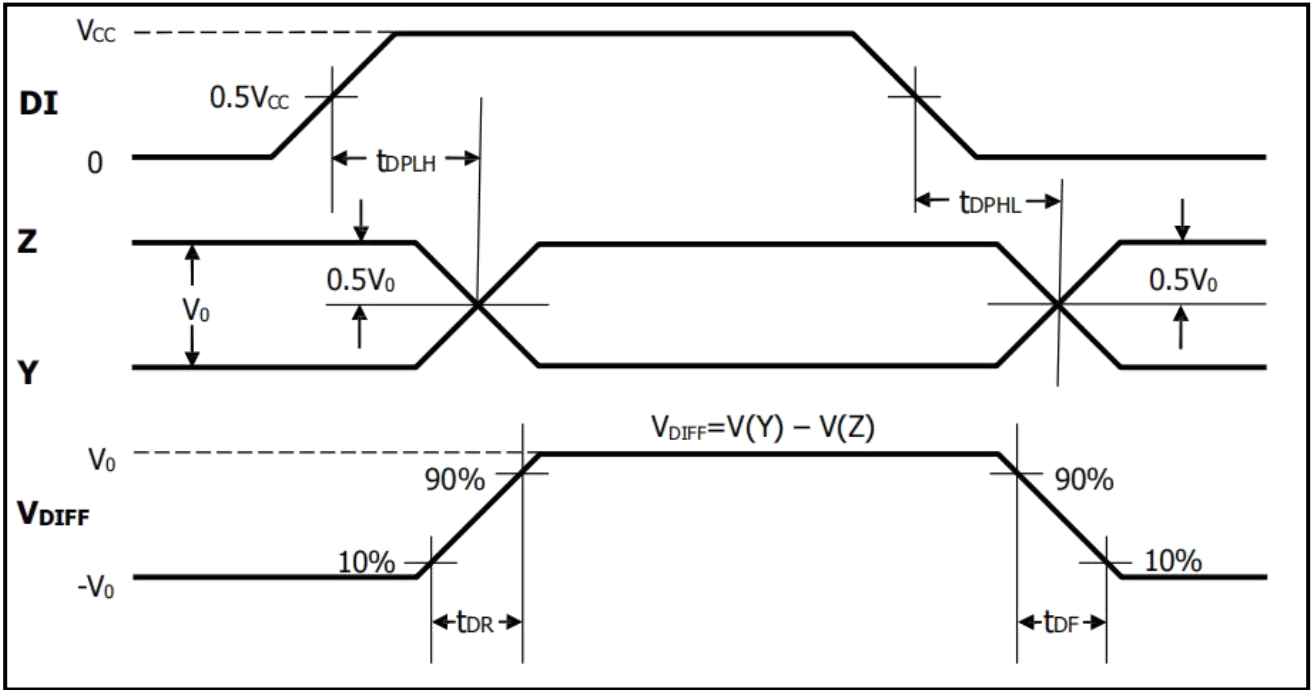 VCC
0.5VCC
DI
0
tDPLH
tDPHL
Z
0.5V0
0.5V0
V0
Y
VDIFF=V(Y) – V(Z)
V0
90%
90%
VDIFF
10%
10%
-V0
tDR
tDF